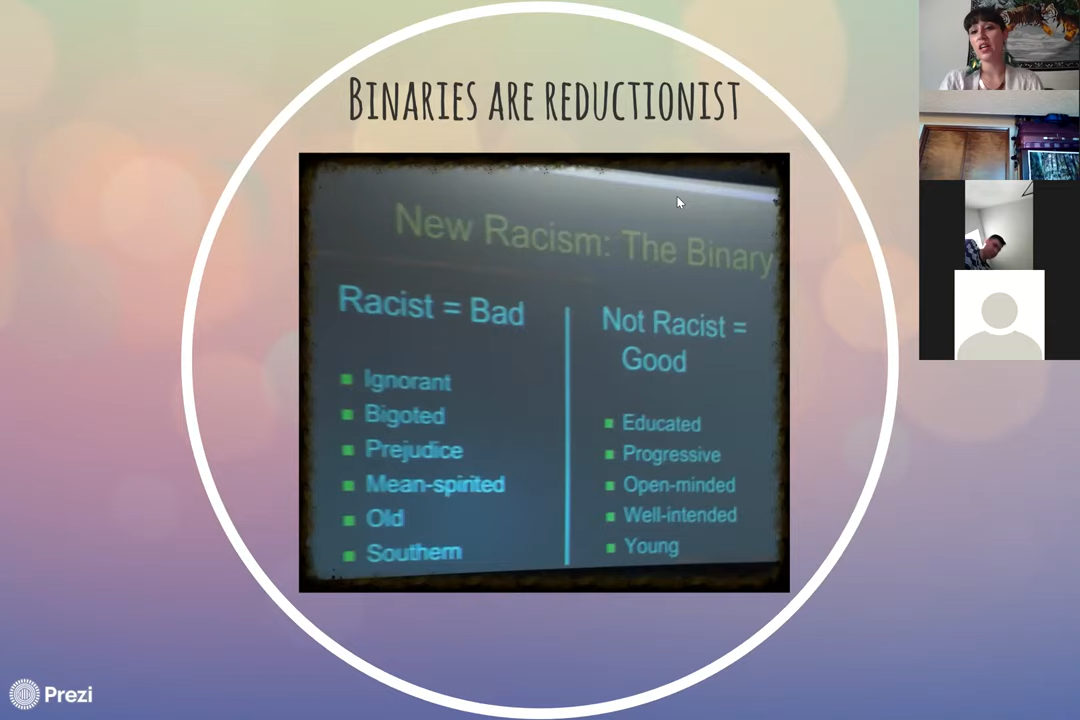 BINARIES ARE REDUCTIONIST
New Racism: The Binary
Racist = Bad
Ignorant
Bigoted
Prejudice
Mean-spirited
Old
Southern
Not Racist =
Good
Educated
Progressive
Open-minded
Well-intended
Young
Prezi